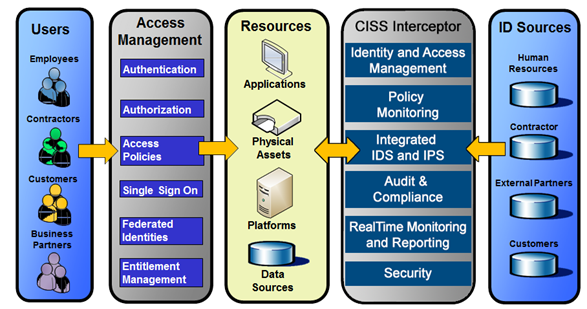 Users
Employees
Contractors
Customers
Business
Partners
Access
Management
Authentication
Authorization
Access
Policies
Single Sign On
Federated
Identities
Entitlement
Management
Resources
Applications
Physical
Assets
Platforms
Data
Sources
CISS Interceptor
Identity and Access
Management
Policy
Monitoring
Integrated
IDS and IPS
Audit &
Compliance
RealTime Monitoring
and Reporting
Security
ID Sources
Human
Resources
Contractor
External Partners
Customers